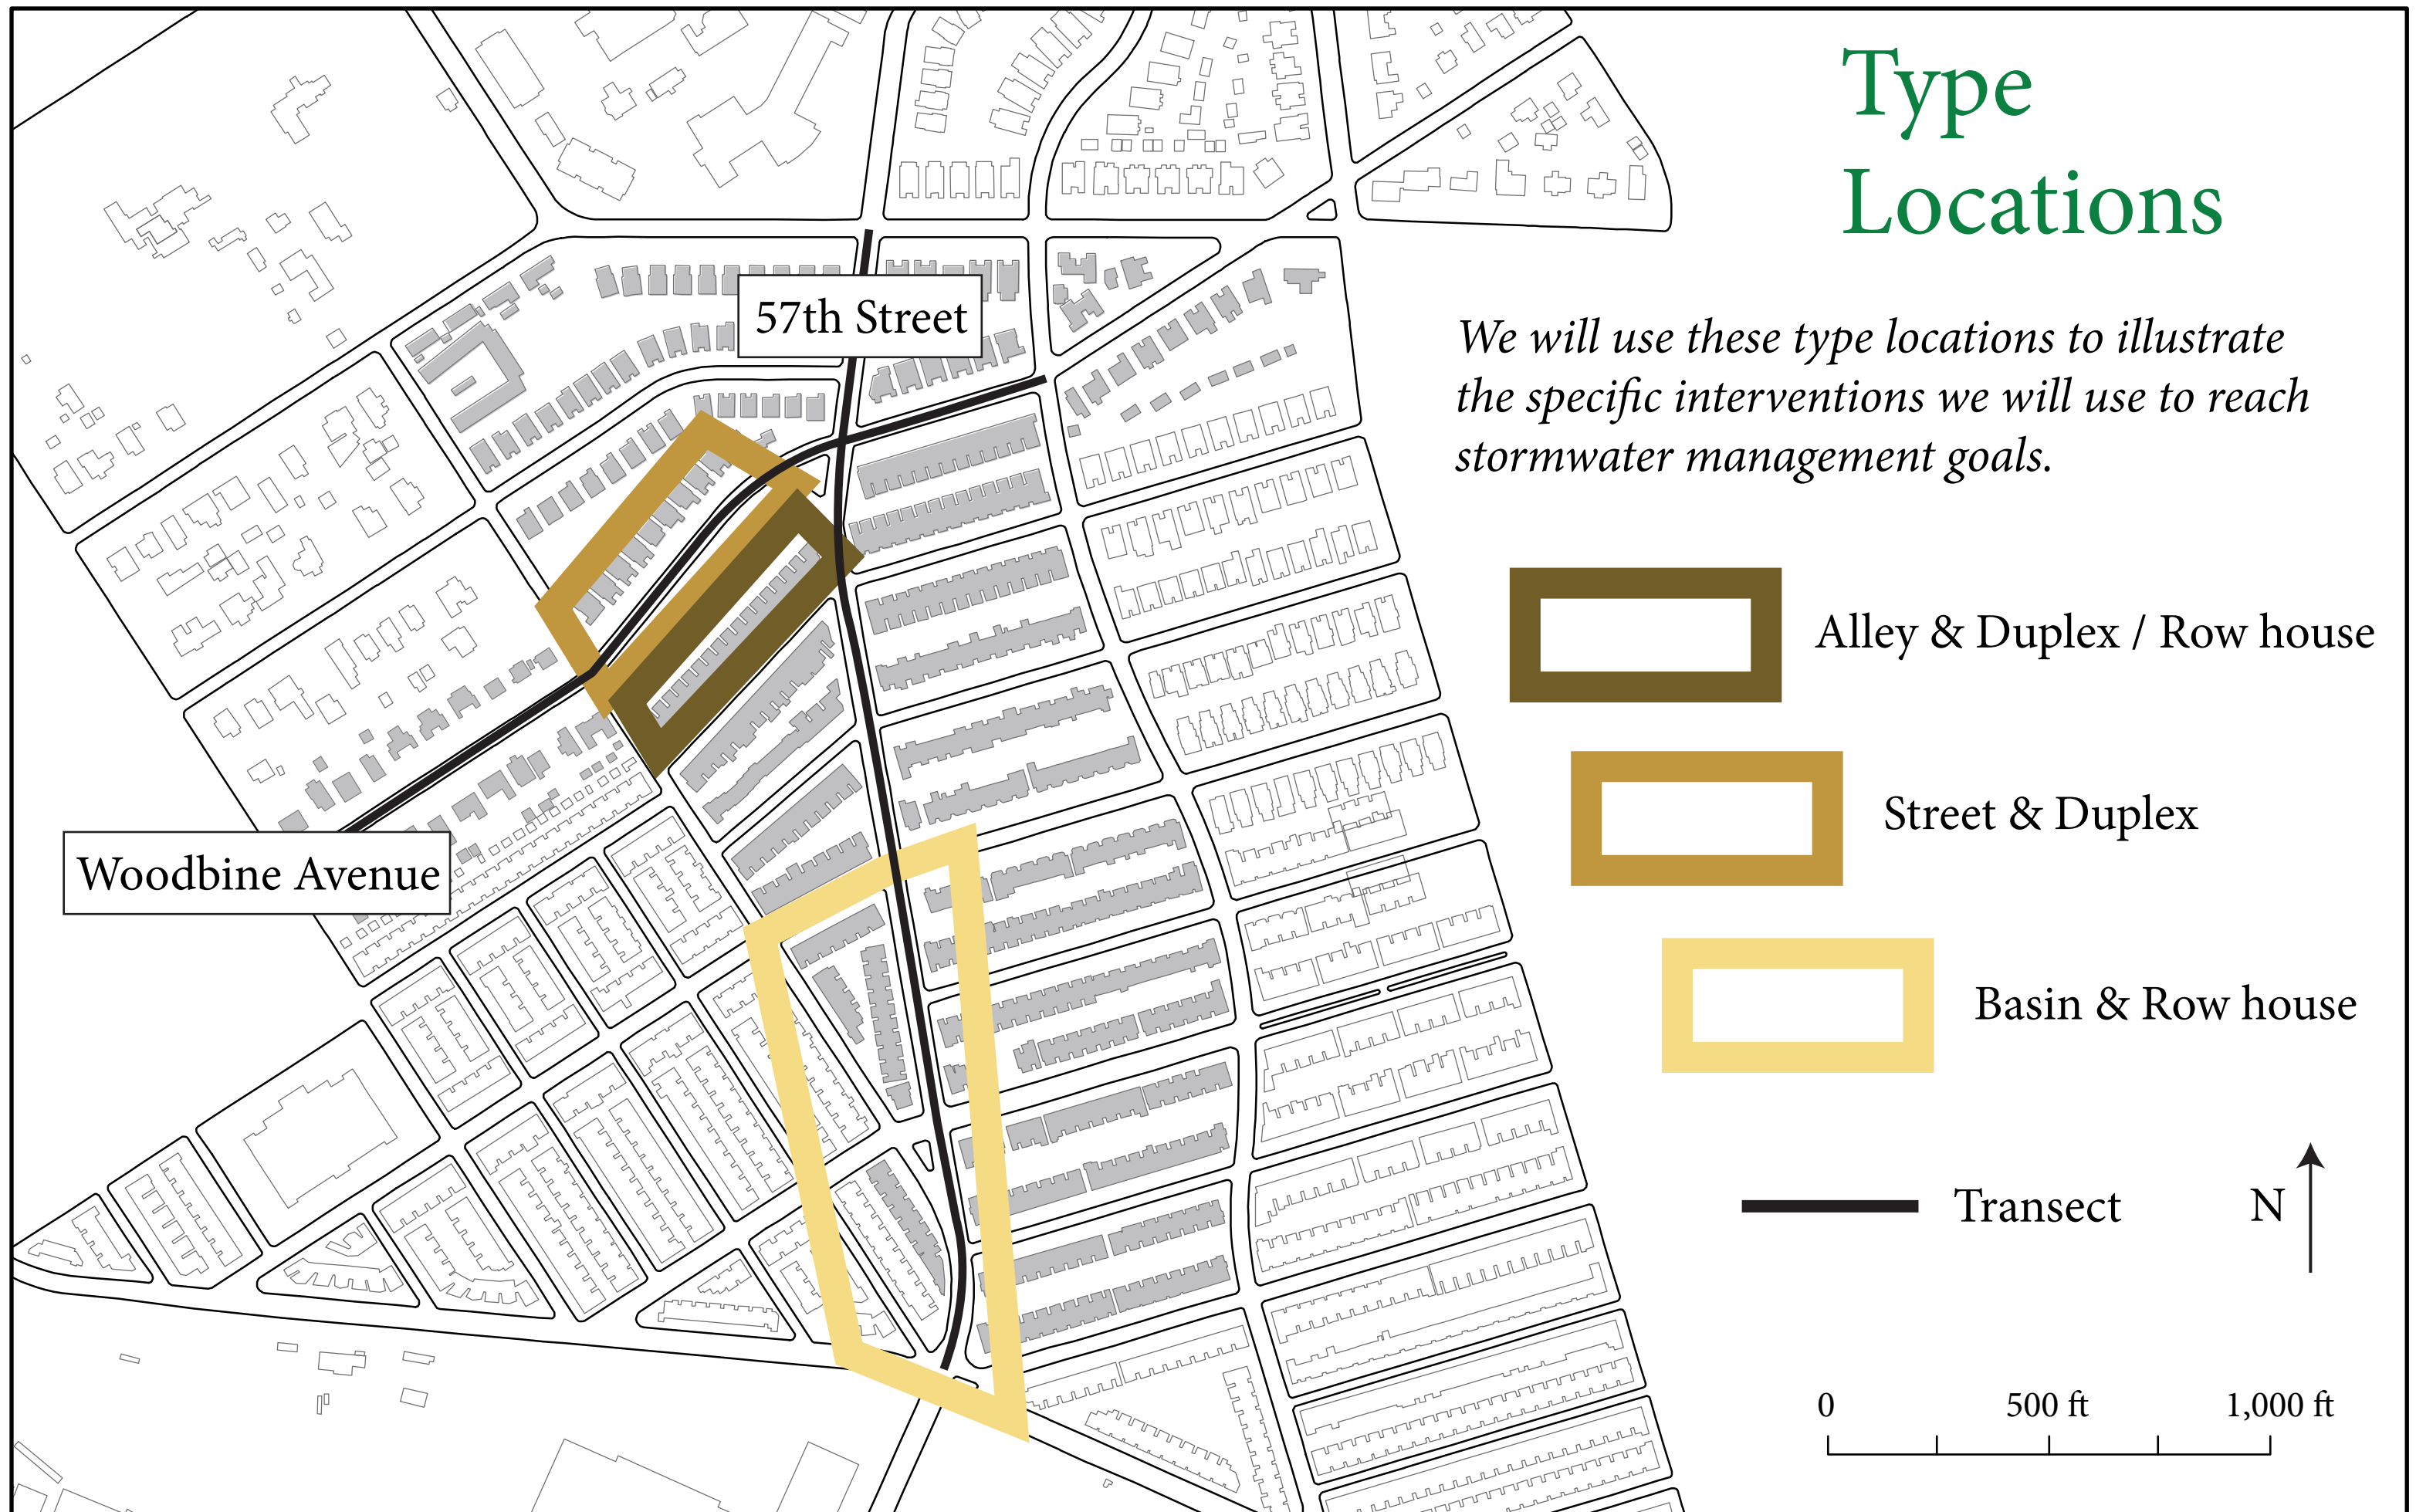 Type
Locations
We will use these type locations to illustrate
the specific interventions we will use to reach
stormwater management goals.
57th Street
Woodbine Avenue
Alley & Duplex / Row house
Street & Duplex
Basin & Row house
Transect
N
0 500 ft 1,000 ft